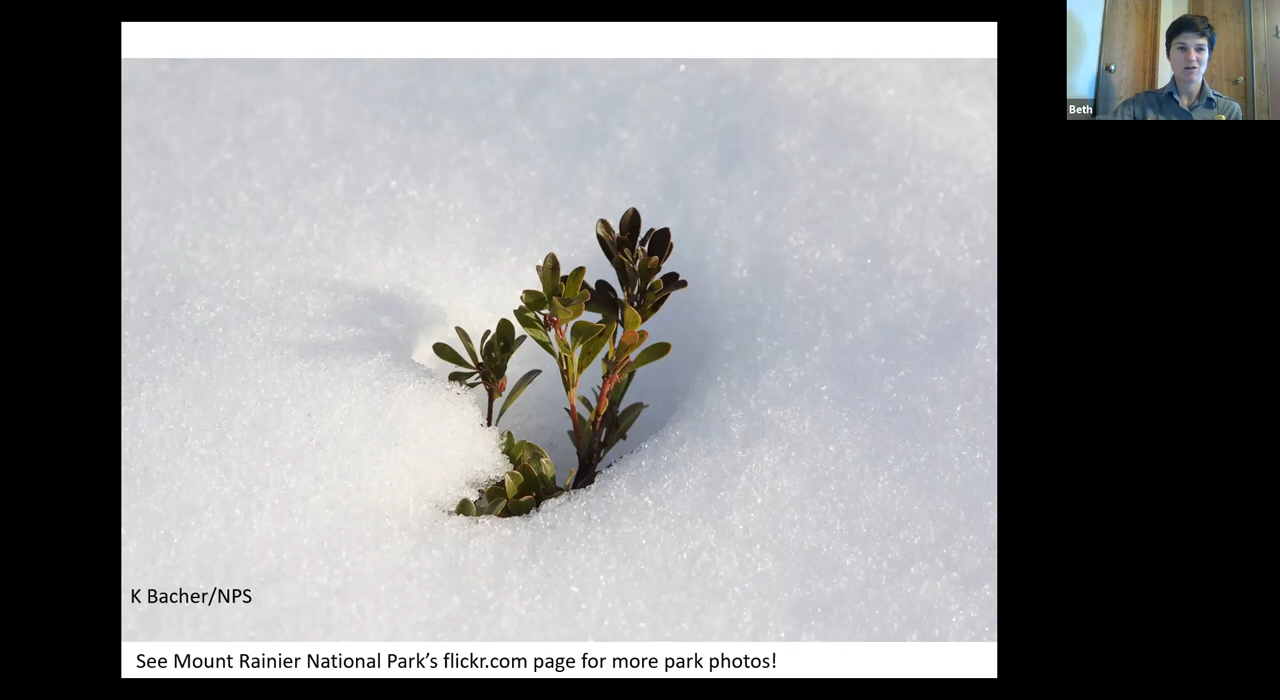 Beth
K Bacher/NPS
See Mount Rainier National Park’s flickr.com page for more park photos!